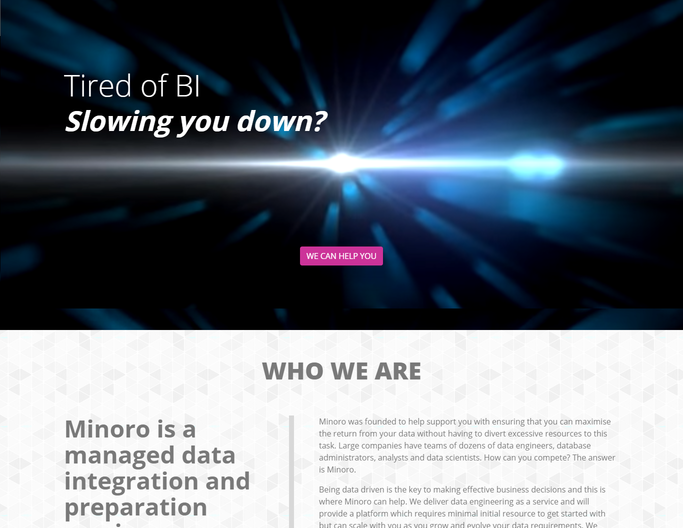 Tired of BI
Slowing you down?
WE CAN HELP YOU
WHO WE ARE
Minoro is a
managed data
integration and
preparation
Minoro was founded to help support you with ensuring that you can maximise
the return from your data without having to divert excessive resources to this
task. Large companies have teams of dozens of data engineers, database
administrators, analysts and data scientists. How can you compete? The answer
is Minoro.
Being data driven is the key to making effective business decisions and this is
where Minoro can help. We deliver data engineering as a service and will
provide a platform which requires minimal initial resource to get started with
but can scale with you as you grow and evolve your data requirements. We